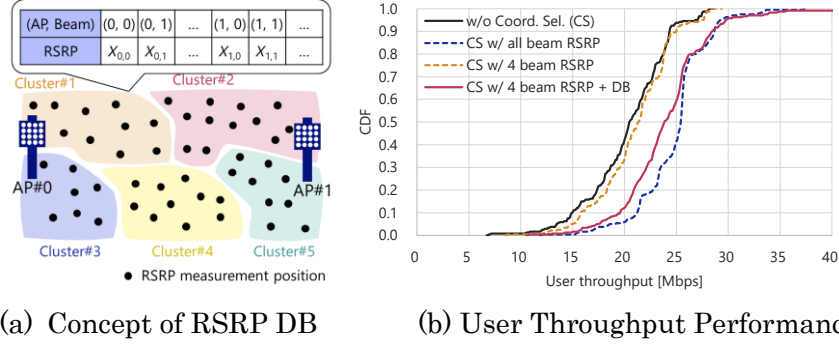 (AP, Beam) (0, 0) (0, 1) ... (1, 0) (1, 1) ...
RSRP X0,0 X0,1 ... X1,0 X1,1 ...
Cluster#1
Cluster#2
AP#0
AP#1
Cluster#3
Cluster#4
Cluster#5
RSRP measurement position
(a) Concept of RSRP DB
w/o Coord. Sel. (CS)
CS w/ all beam RSRP
CS w/ 4 beam RSRP
CS w/ 4 beam RSRP + DB
CDF
1.0
0.9
0.8
0.7
0.6
0.5
0.4
0.3
0.2
0.1
0.0
0 5 10 15 20 25 30 35 40
User throughput [Mbps]
(b) User Throughput Performanc